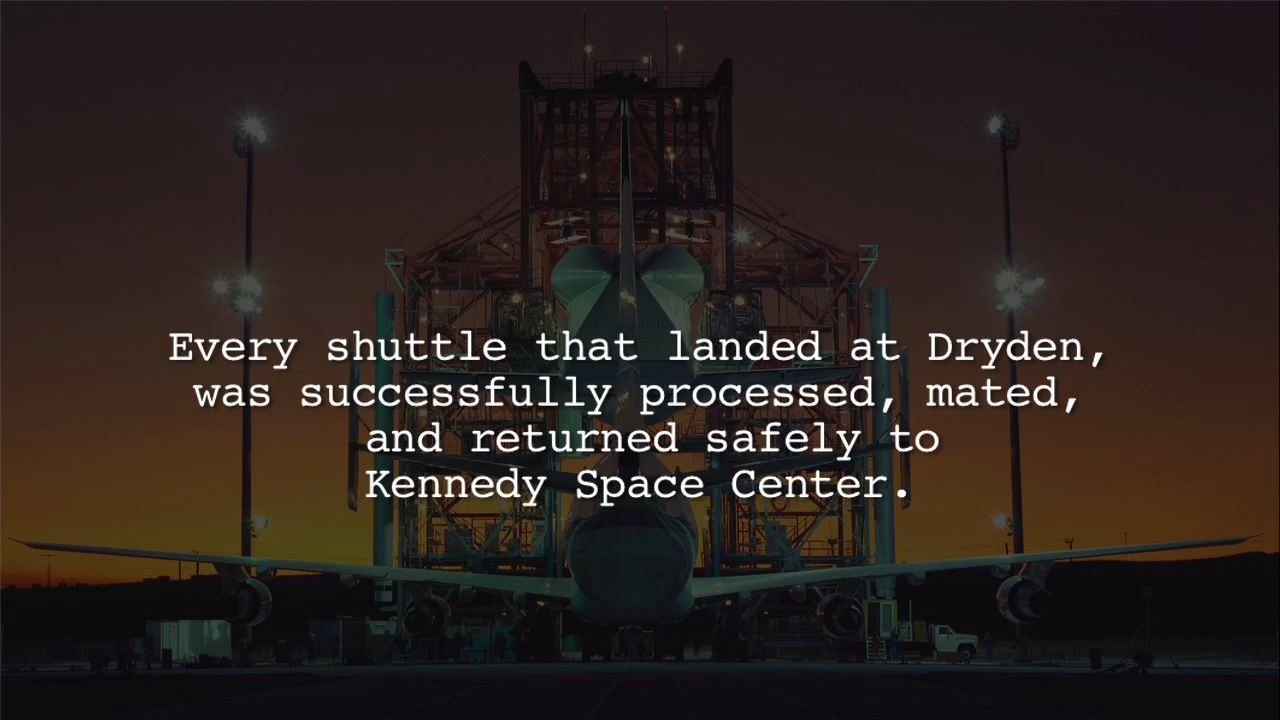 Every shuttle that landed at Dryden,
was successfully processed, mated,
and returned safely to
Kennedy Space Center.